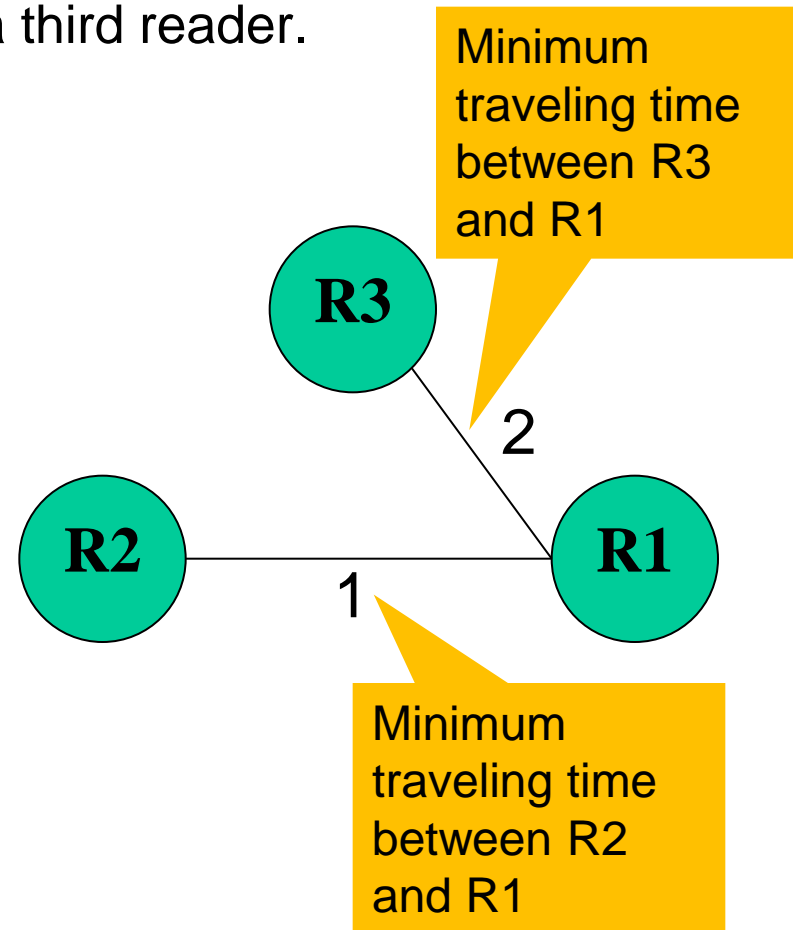 a third reader.
Minimum
traveling time
between R3
and R1
R3
2
R2
R1
1
Minimum
traveling time
between R2
and R1